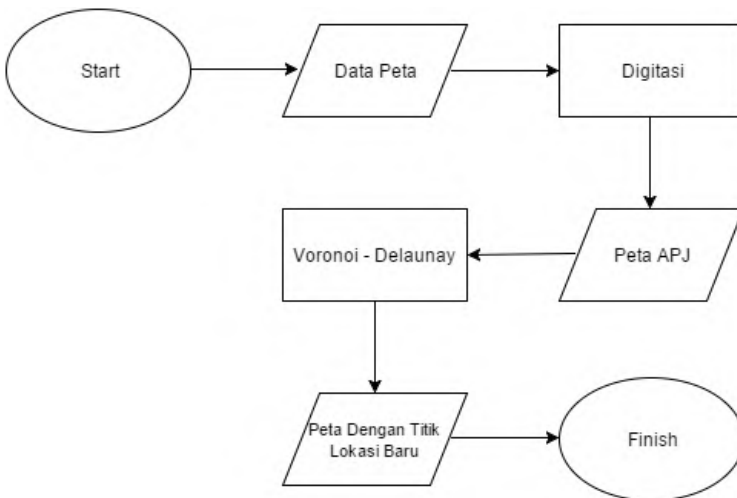 Start
Data Peta
Digitasi
Peta APJ
Voronoi - Delaunay
Peta Dengan Titik
Lokasi Baru
Finish